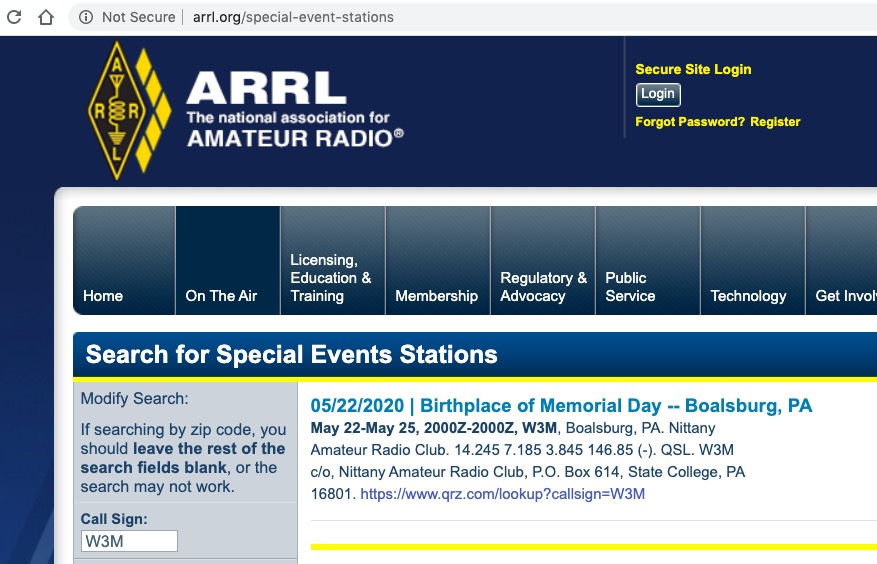 Not Secure | arrl.org/special-event-stations
A
R R
L
ARRL
The national association for
AMATEUR RADIO®
Secure Site Login
Login
Forgot Password? Register
Home
On The Air
Licensing,
Education &
Training
Membership
Regulatory &
Advocacy
Public
Service
Technology
Get Invol
Search for Special Events Stations
Modify Search:
If searching by zip code, you
should leave the rest of the
search fields blank, or the
search may not work.
Call Sign:
W3M
05/22/2020 | Birthplace of Memorial Day -- Boalsburg, PA
May 22-May 25, 2000Z-2000Z, W3M, Boalsburg, PA. Nittany
Amateur Radio Club. 14.245 7.185 3.845 146.85 (-). QSL. W3M
c/o, Nittany Amateur Radio Club, P.O. Box 614, State College, PA
16801. https://www.qrz.com/lookup?callsign=W3M